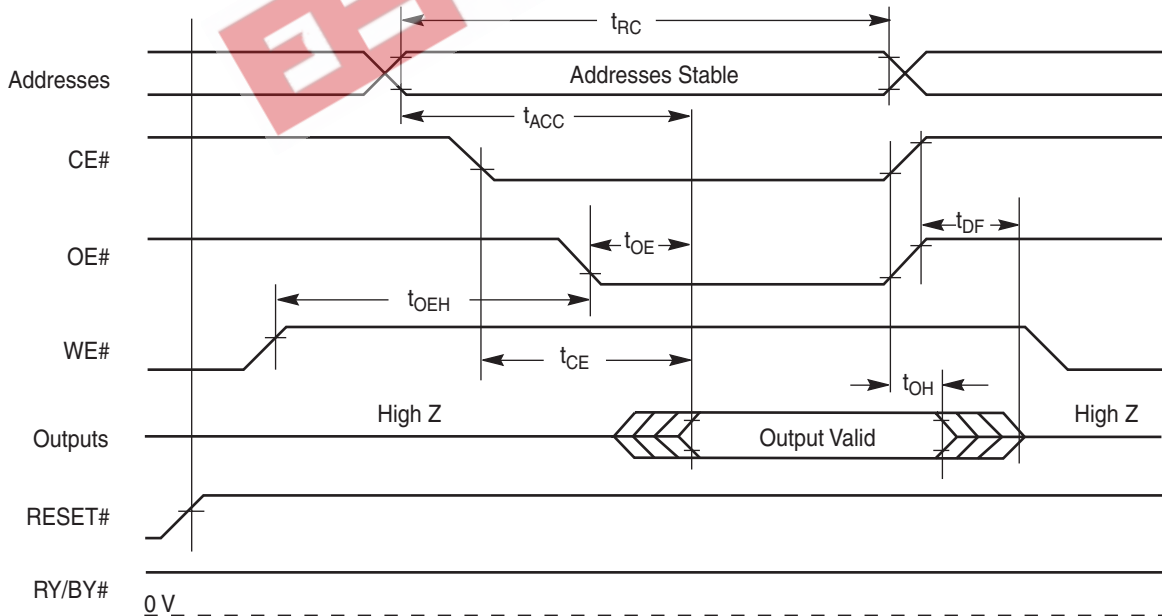 tRC
Addresses
Addresses Stable
tACC
CE#
tDF
OE#
tOE
tOEH
WE#
tCE
tOH
High Z
High Z
Outputs
Output Valid
RESET#
RY/BY#
0 V